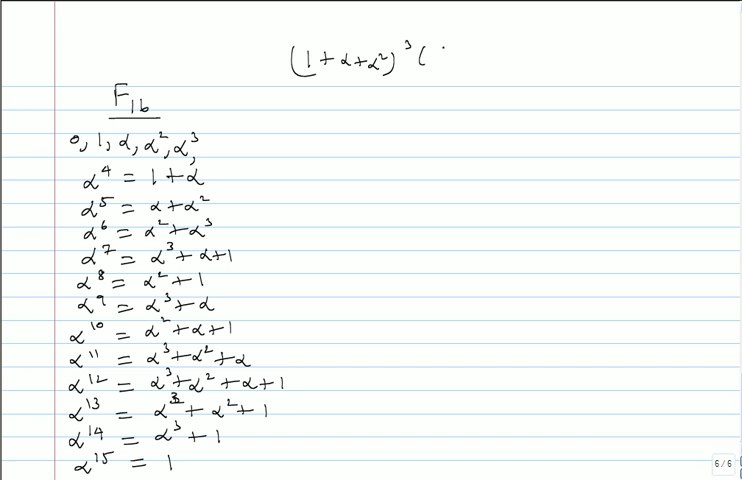 (1 + α + α²)³ (
F₁₆
0, 1, α, α², α³,
α⁴ = 1 + α
α⁵ = α + α²
α⁶ = α² + α³
α⁷ = α³ + α + 1
α⁸ = α² + 1
α⁹ = α³ + α
α¹⁰ = α² + α + 1
α¹¹ = α³ + α² + α
α¹² = α³ + α² + α + 1
α¹³ = α³ + α² + 1
α¹⁴ = α³ + 1
α¹⁵ = 1
6/6